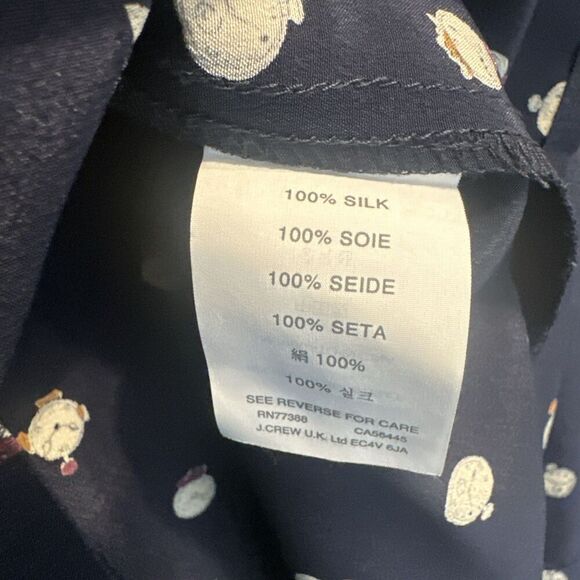 100% SILK
100% SOIE
100% SEIDE
100% SETA
絹 100%
100% 실크
SEE REVERSE FOR CARE
RN77388 CA56445
J.CREW U.K. Ltd EC4V 6JA